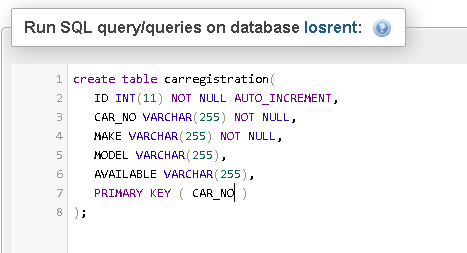 Run SQL query/queries on database losrent:
1 create table carregistration(
2 ID INT(11) NOT NULL AUTO_INCREMENT,
3 CAR_NO VARCHAR(255) NOT NULL,
4 MAKE VARCHAR(255) NOT NULL,
5 MODEL VARCHAR(255),
6 AVAILABLE VARCHAR(255),
7 PRIMARY KEY ( CAR_NO )
8 );